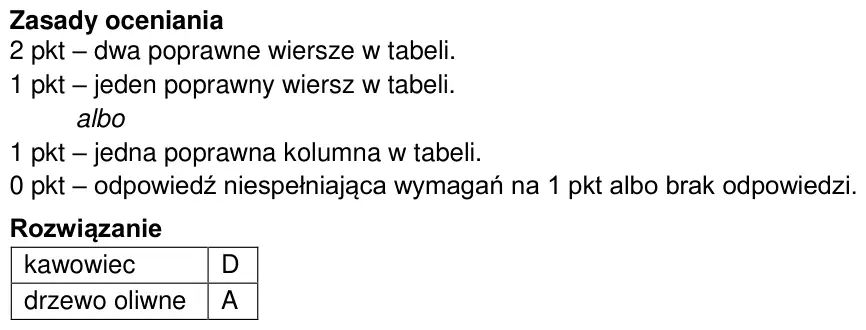 Zasady oceniania
2 pkt – dwa poprawne wiersze w tabeli.
1 pkt – jeden poprawny wiersz w tabeli.
albo
1 pkt – jedna poprawna kolumna w tabeli.
0 pkt – odpowiedź niespełniająca wymagań na 1 pkt albo brak odpowiedzi.
Rozwiązanie
kawowiec D
drzewo oliwne A